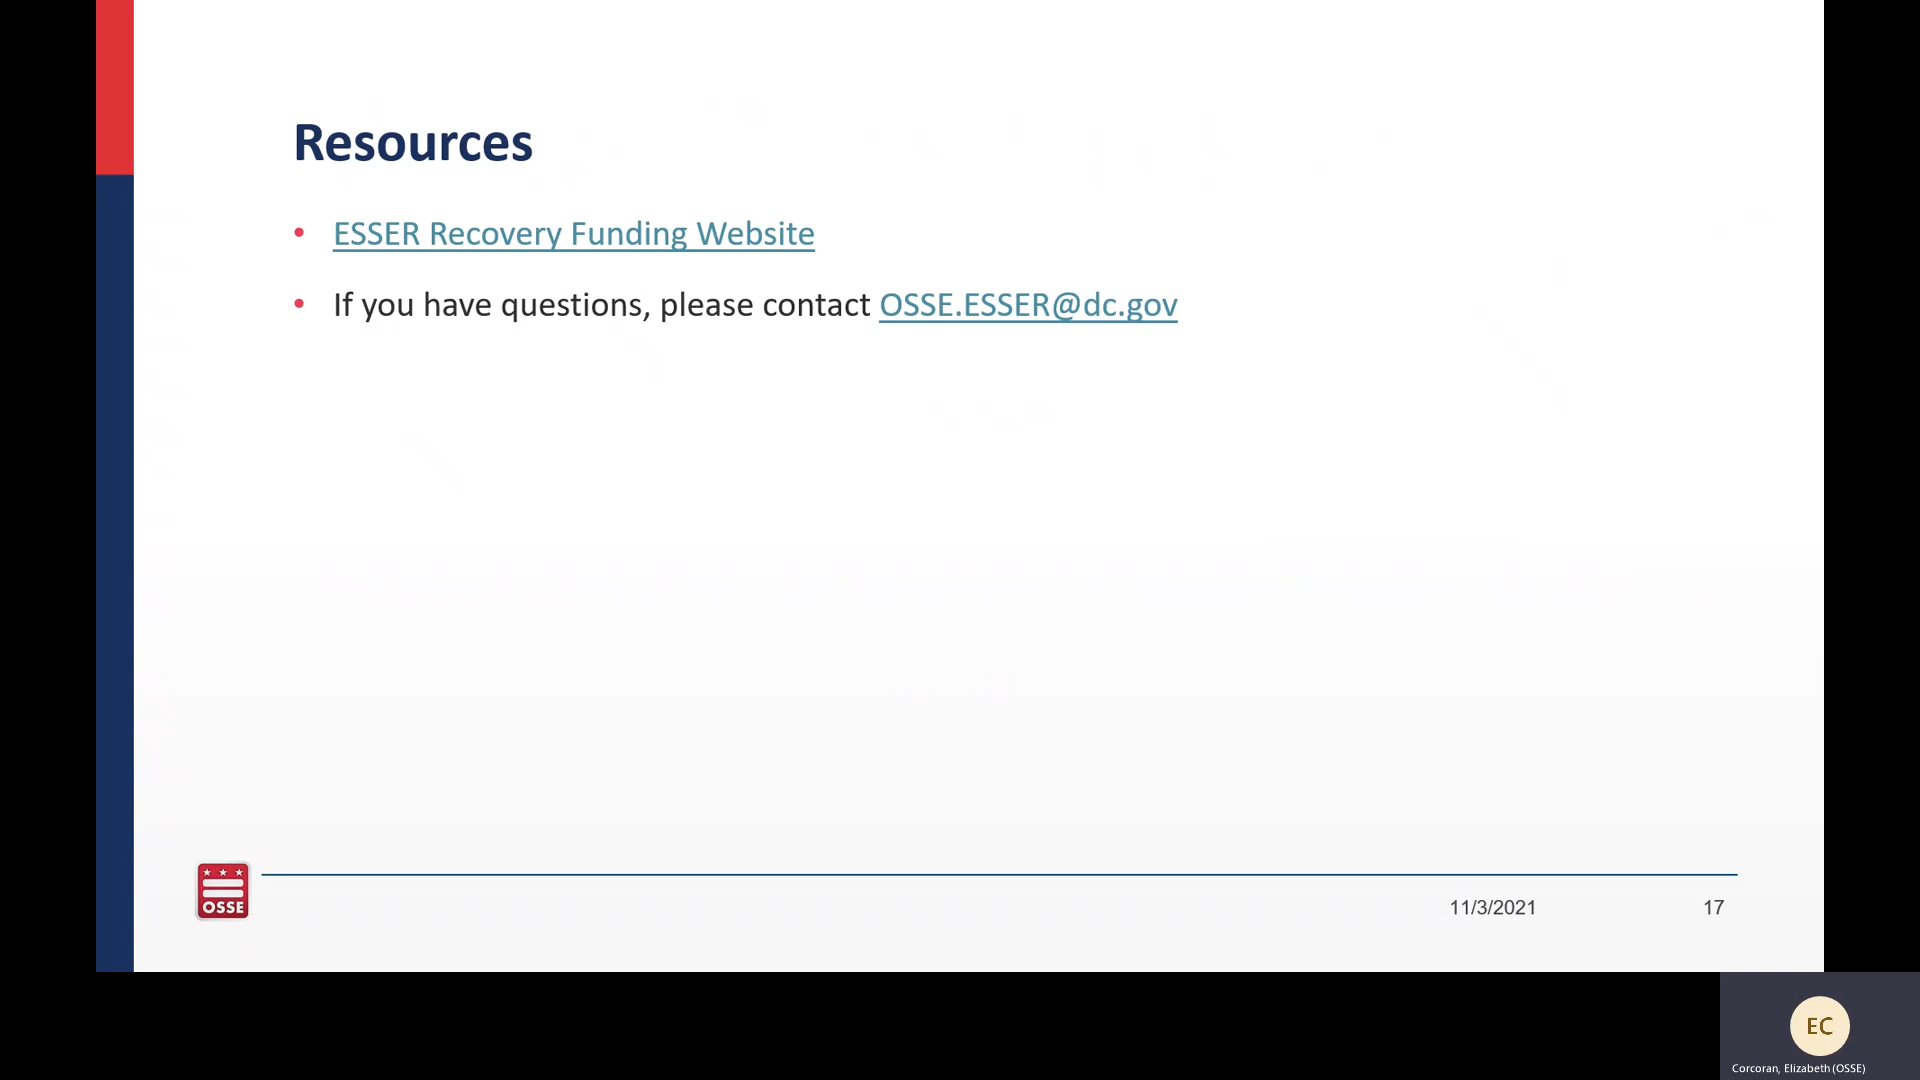 Resources
• ESSER Recovery Funding Website
• If you have questions, please contact OSSE.ESSER@dc.gov
OSSE
11/3/2021
17
EC
Corcoran, Elizabeth (OSSE)